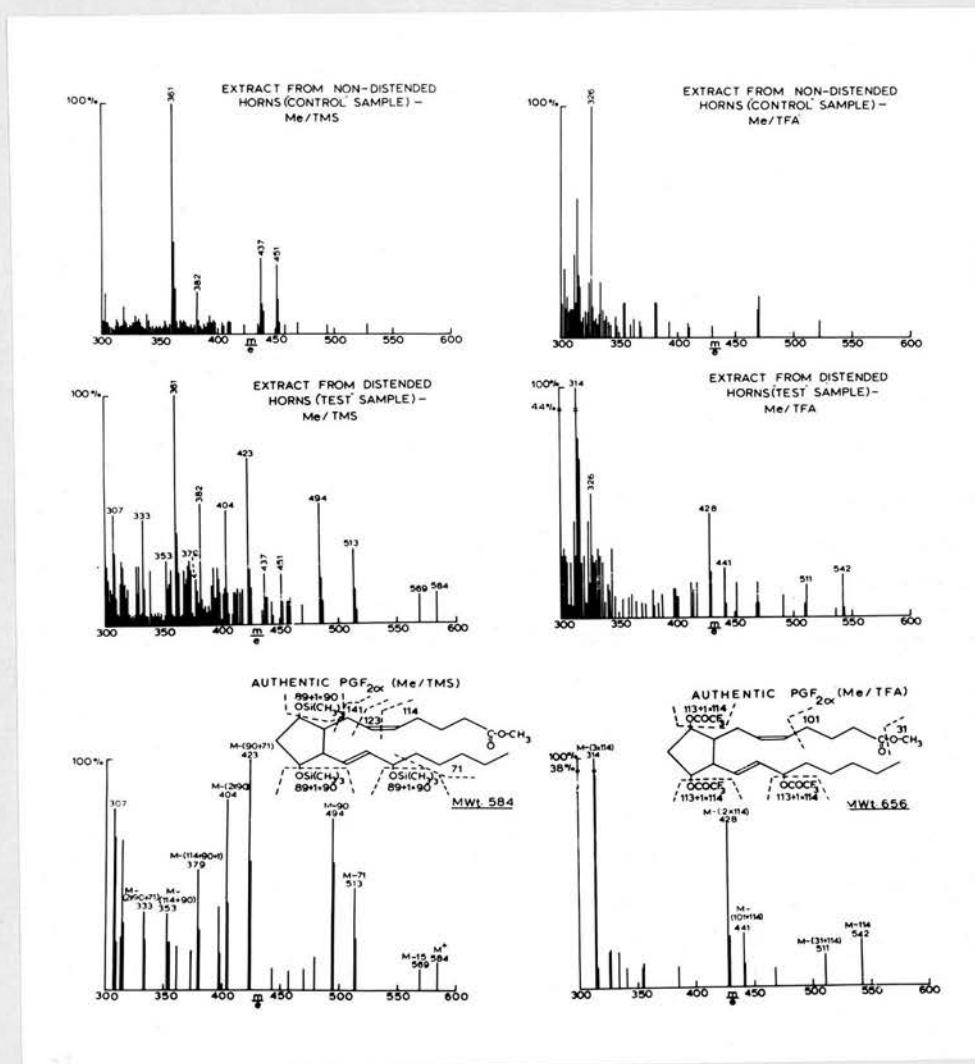 EXTRACT FROM NON-DISTENDED
HORNS (CONTROL SAMPLE) –
Me/TMS
100%
361
382
437
451
300 350 400 450 500 550 600
m/e
EXTRACT FROM NON-DISTENDED
HORNS (CONTROL SAMPLE) –
Me/TFA
100%
326
300 350 400 450 500 550 600
m/e
EXTRACT FROM DISTENDED
HORNS (TEST SAMPLE) –
Me/TMS
100%
307
333
353
361
382
404
423
437
451
494
513
569
584
300 350 400 450 500 550 600
m/e
EXTRACT FROM DISTENDED
HORNS(TEST SAMPLE) –
Me/TFA
100%
44%
314
326
428
441
511
542
300 350 400 450 500 550 600
m/e
AUTHENTIC PGF2α (Me/TMS)
89+1=90
OSi(CH3)3
141
123
114
C-OCH3
O
71
OSi(CH3)3
89+1=90
OSi(CH3)3
89+1=90
MWt. 584
100%
307
M-(2x90+71)
333
M-(114+90)
353
M-(114+90+1)
379
M-(2x90)
404
M-(90+71)
423
M-90
494
M-71
513
M-15
569
M+
584
300 350 400 450 500 550 600
m/e
AUTHENTIC PGF2α (Me/TFA)
113+1=114
OCOCF3
101
31
C-OCH3
O
OCOCF3
113+1=114
OCOCF3
113+1=114
MWt. 656
100%
38%
M-(3x114)
314
M-(2x114)
428
M-(101+114)
441
M-(31+114)
511
M-114
542
300 350 400 450 500 550 600
m/e